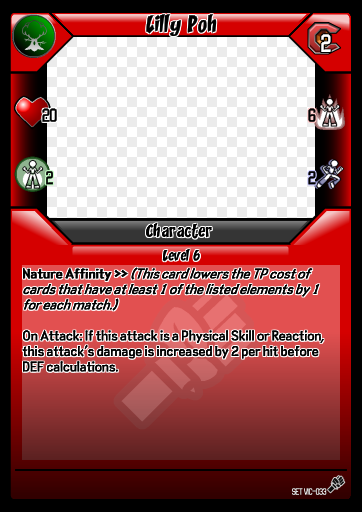 Lilly Poh
2
20
6
2
2
Character
Level 6
Nature Affinity >> (This card lowers the TP cost of
cards that have at least 1 of the listed elements by 1
for each match.)
On Attack: If this attack is a Physical Skill or Reaction,
this attack's damage is increased by 2 per hit before
DEF calculations.
SET VIC-033